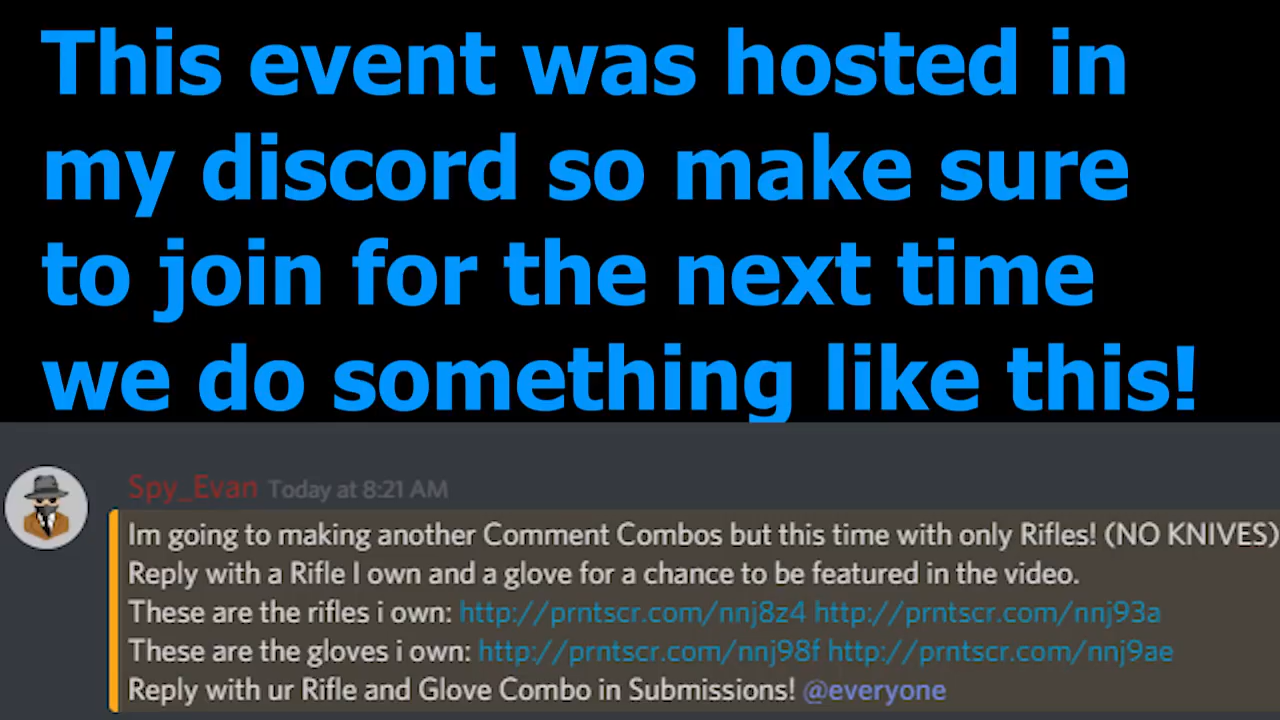 This event was hosted in
my discord so make sure
to join for the next time
we do something like this!
Spy_Evan Today at 8:21 AM
Im going to making another Comment Combos but this time with only Rifles! (NO KNIVES)
Reply with a Rifle I own and a glove for a chance to be featured in the video.
These are the rifles i own: http://prntscr.com/nnj8z4 http://prntscr.com/nnj93a
These are the gloves i own: http://prntscr.com/nnj98f http://prntscr.com/nnj9ae
Reply with ur Rifle and Glove Combo in Submissions! @everyone